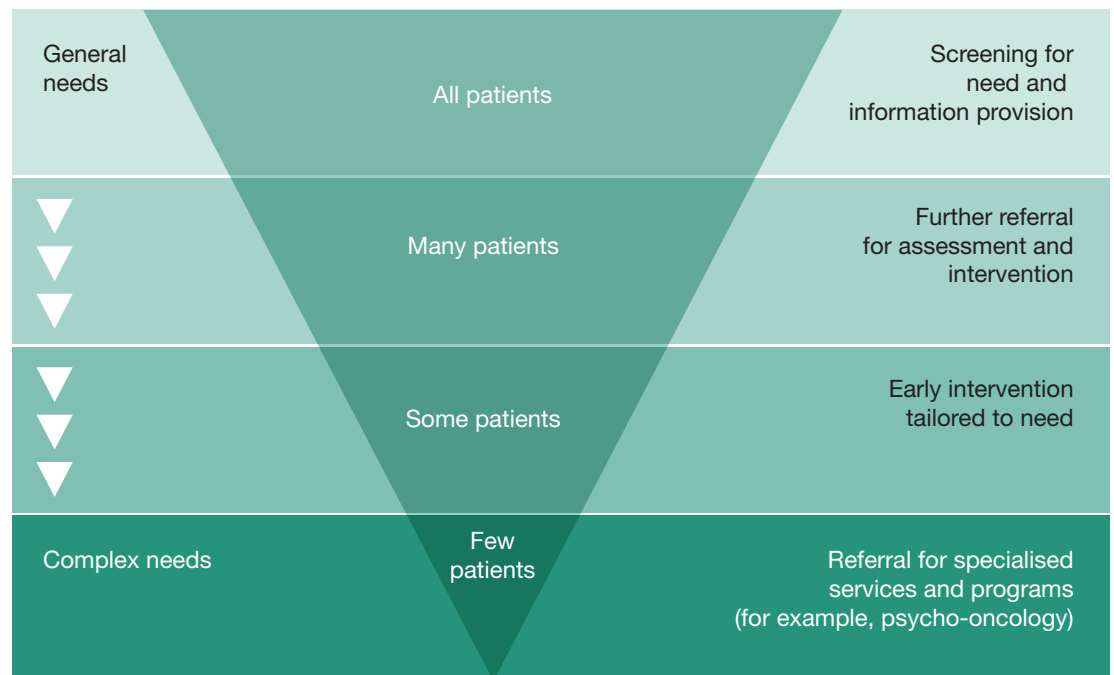 General
needs
All patients
Screening for
need and
information provision
Many patients
Further referral
for assessment and
intervention
Some patients
Early intervention
tailored to need
Complex needs
Few
patients
Referral for specialised
services and programs
(for example, psycho-oncology)